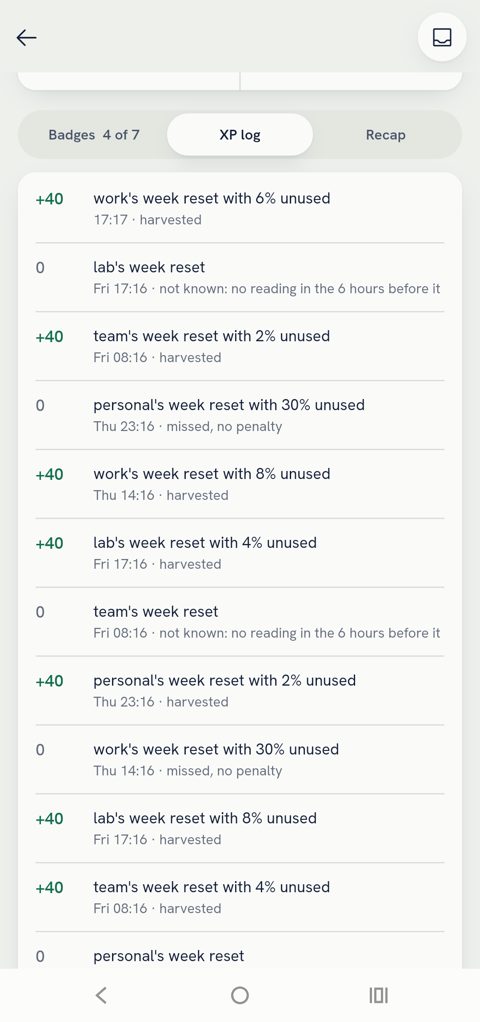 Badges 4 of 7
XP log
Recap
+40
work's week reset with 6% unused
17:17 · harvested
0
lab's week reset
Fri 17:16 · not known: no reading in the 6 hours before it
+40
team's week reset with 2% unused
Fri 08:16 · harvested
0
personal's week reset with 30% unused
Thu 23:16 · missed, no penalty
+40
work's week reset with 8% unused
Thu 14:16 · harvested
+40
lab's week reset with 4% unused
Fri 17:16 · harvested
0
team's week reset
Fri 08:16 · not known: no reading in the 6 hours before it
+40
personal's week reset with 2% unused
Thu 23:16 · harvested
0
work's week reset with 30% unused
Thu 14:16 · missed, no penalty
+40
lab's week reset with 8% unused
Fri 17:16 · harvested
+40
team's week reset with 4% unused
Fri 08:16 · harvested
0
personal's week reset